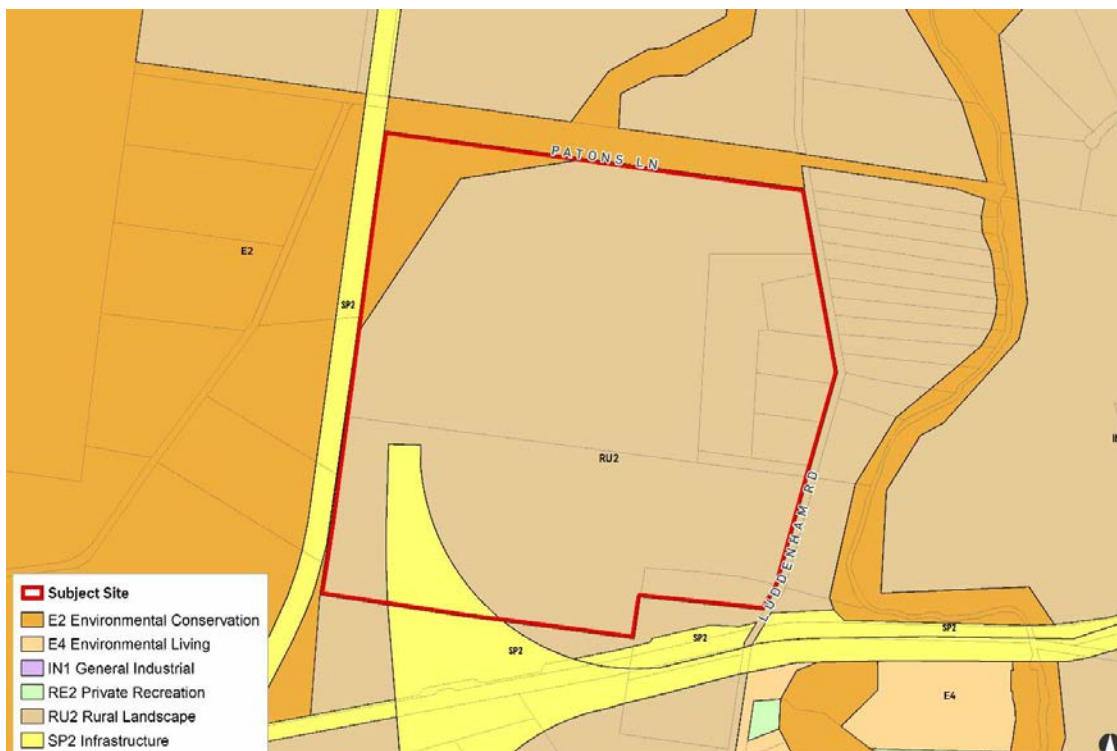 PATONS LN
E2
SP2
RU2
LUDDENHAM RD
SP2
SP2
SP2
E4
Subject Site
E2 Environmental Conservation
E4 Environmental Living
IN1 General Industrial
RE2 Private Recreation
RU2 Rural Landscape
SP2 Infrastructure